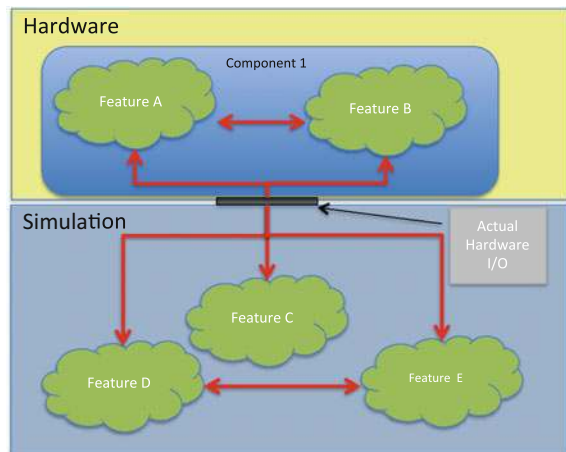 Hardware
Component 1
Feature A
Feature B
Simulation
Actual
Hardware
I/O
Feature C
Feature D
Feature E